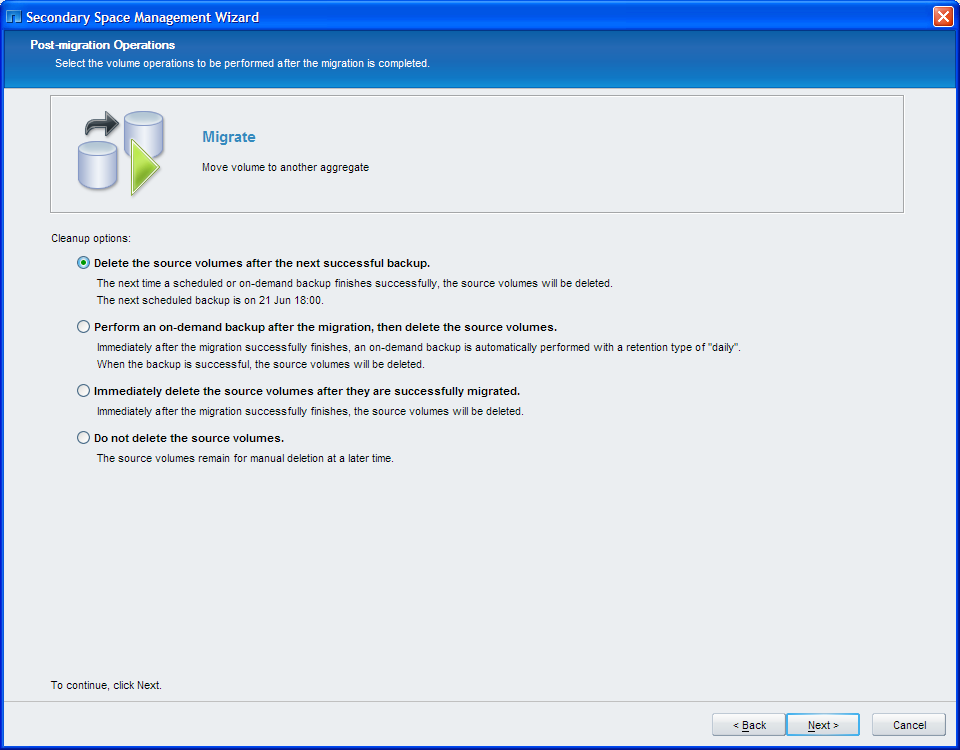 Secondary Space Management Wizard
Post-migration Operations
Select the volume operations to be performed after the migration is completed.
Migrate
Move volume to another aggregate
Cleanup options:
Delete the source volumes after the next successful backup.
The next time a scheduled or on-demand backup finishes successfully, the source volumes will be deleted.
The next scheduled backup is on 21 Jun 18:00.
Perform an on-demand backup after the migration, then delete the source volumes.
Immediately after the migration successfully finishes, an on-demand backup is automatically performed with a retention type of "daily".
When the backup is successful, the source volumes will be deleted.
Immediately delete the source volumes after they are successfully migrated.
Immediately after the migration successfully finishes, the source volumes will be deleted.
Do not delete the source volumes.
The source volumes remain for manual deletion at a later time.
To continue, click Next.
< Back Next > Cancel